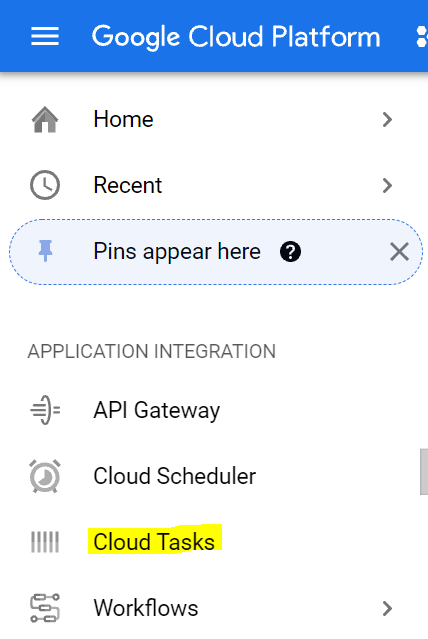 Google Cloud Platform
Home
Recent
Pins appear here ?
APPLICATION INTEGRATION
API Gateway
Cloud Scheduler
Cloud Tasks
Workflows